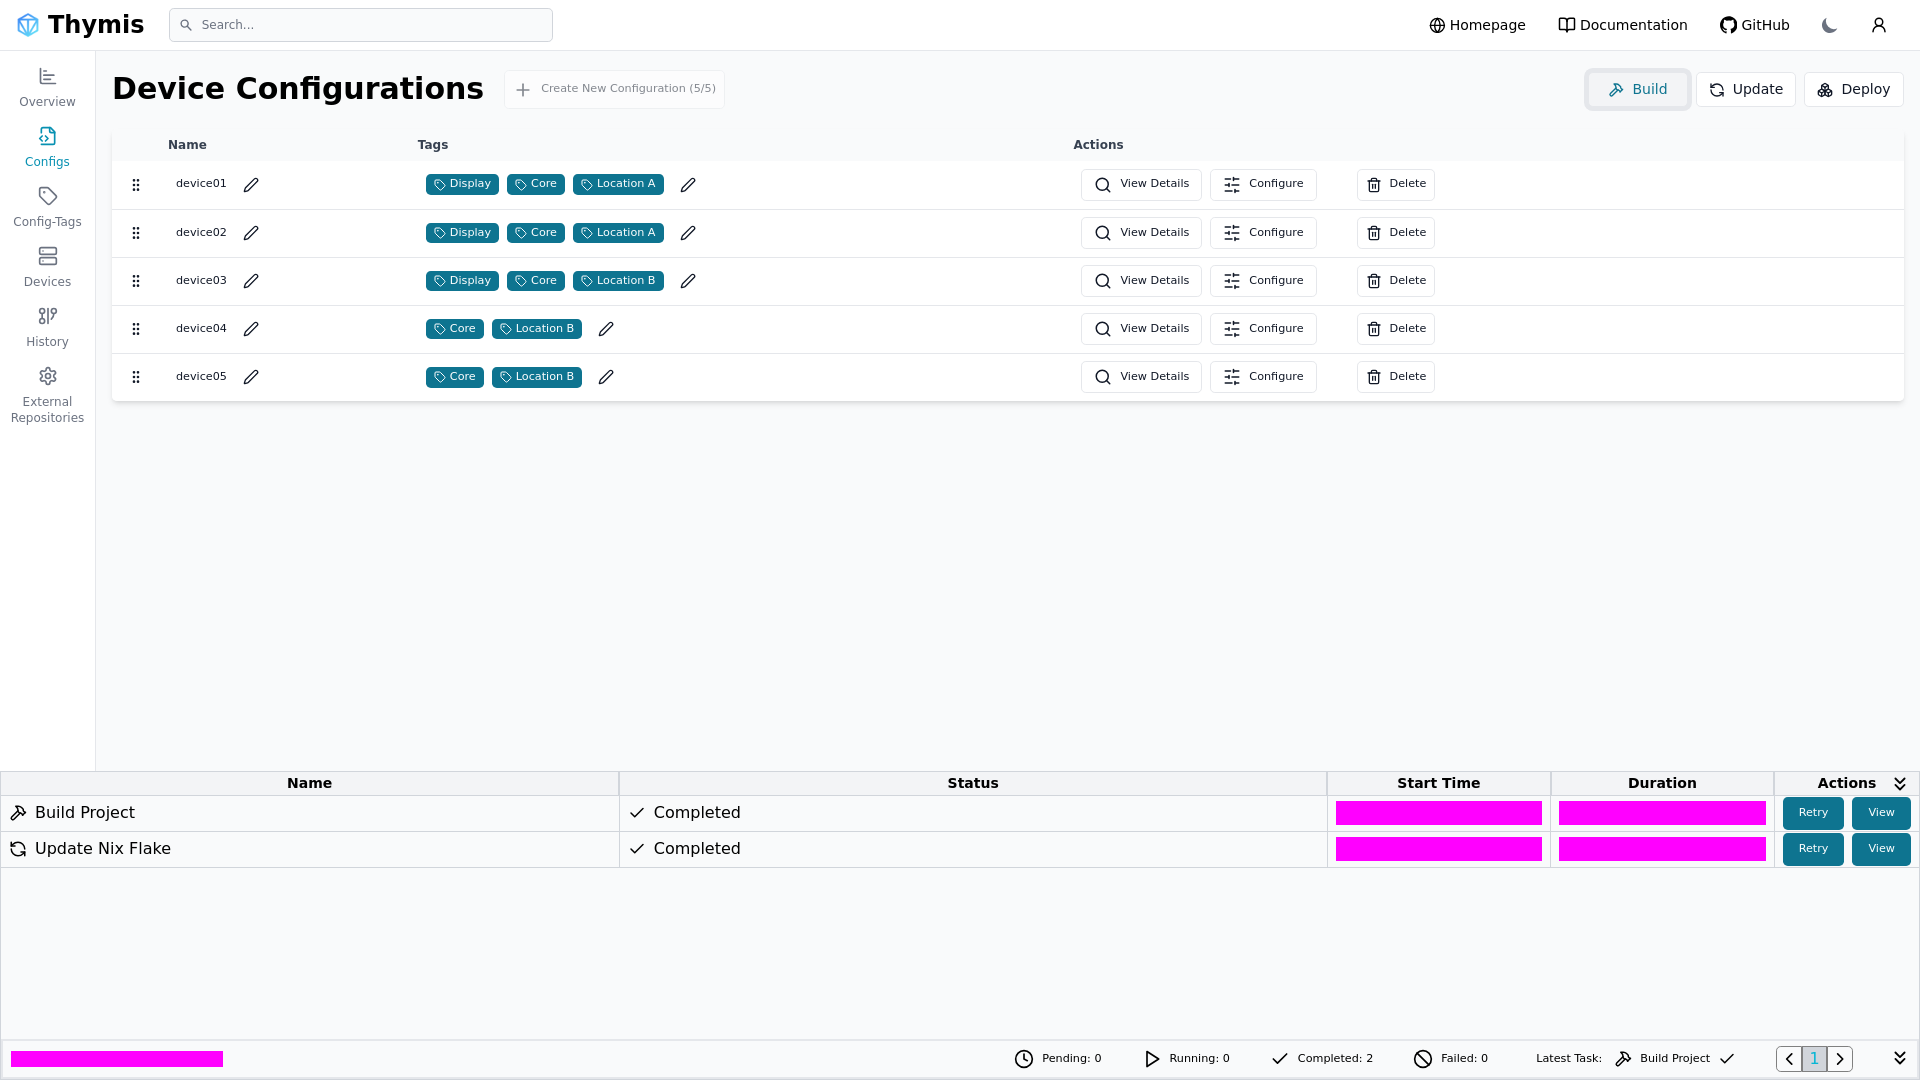 Thymis
Search...
Homepage
Documentation
GitHub
Overview
Configs
Config-Tags
Devices
History
External
Repositories
Device Configurations
Create New Configuration (5/5)
Build
Update
Deploy
Name Tags Actions
device01 Display Core Location A View Details Configure Delete
device02 Display Core Location A View Details Configure Delete
device03 Display Core Location B View Details Configure Delete
device04 Core Location B View Details Configure Delete
device05 Core Location B View Details Configure Delete
Name Status Start Time Duration Actions
Build Project Completed Retry View
Update Nix Flake Completed Retry View
Pending: 0 Running: 0 Completed: 2 Failed: 0 Latest Task: Build Project 1